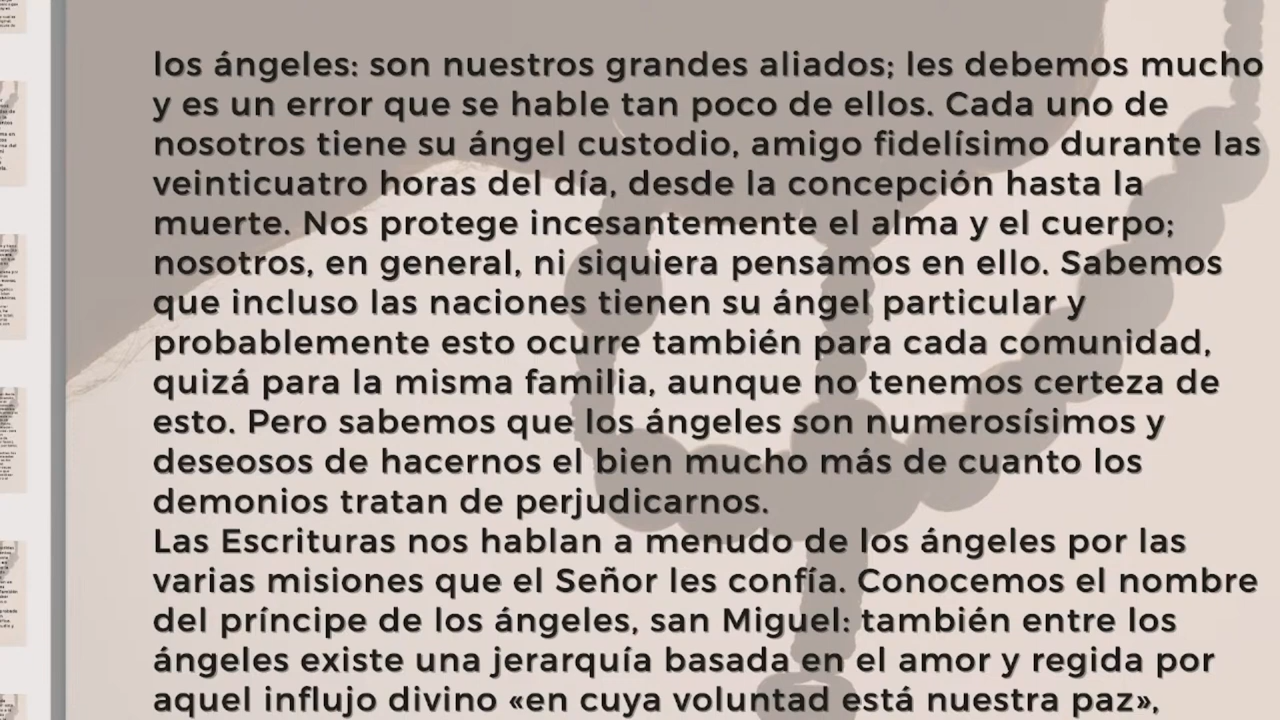 los ángeles: son nuestros grandes aliados; les debemos mucho
y es un error que se hable tan poco de ellos. Cada uno de
nosotros tiene su ángel custodio, amigo fidelísimo durante las
veinticuatro horas del día, desde la concepción hasta la
muerte. Nos protege incesantemente el alma y el cuerpo;
nosotros, en general, ni siquiera pensamos en ello. Sabemos
que incluso las naciones tienen su ángel particular y
probablemente esto ocurre también para cada comunidad,
quizá para la misma familia, aunque no tenemos certeza de
esto. Pero sabemos que los ángeles son numerosísimos y
deseosos de hacernos el bien mucho más de cuanto los
demonios tratan de perjudicarnos.
Las Escrituras nos hablan a menudo de los ángeles por las
varias misiones que el Señor les confía. Conocemos el nombre
del príncipe de los ángeles, san Miguel: también entre los
ángeles existe una jerarquía basada en el amor y regida por
aquel influjo divino «en cuya voluntad está nuestra paz»,